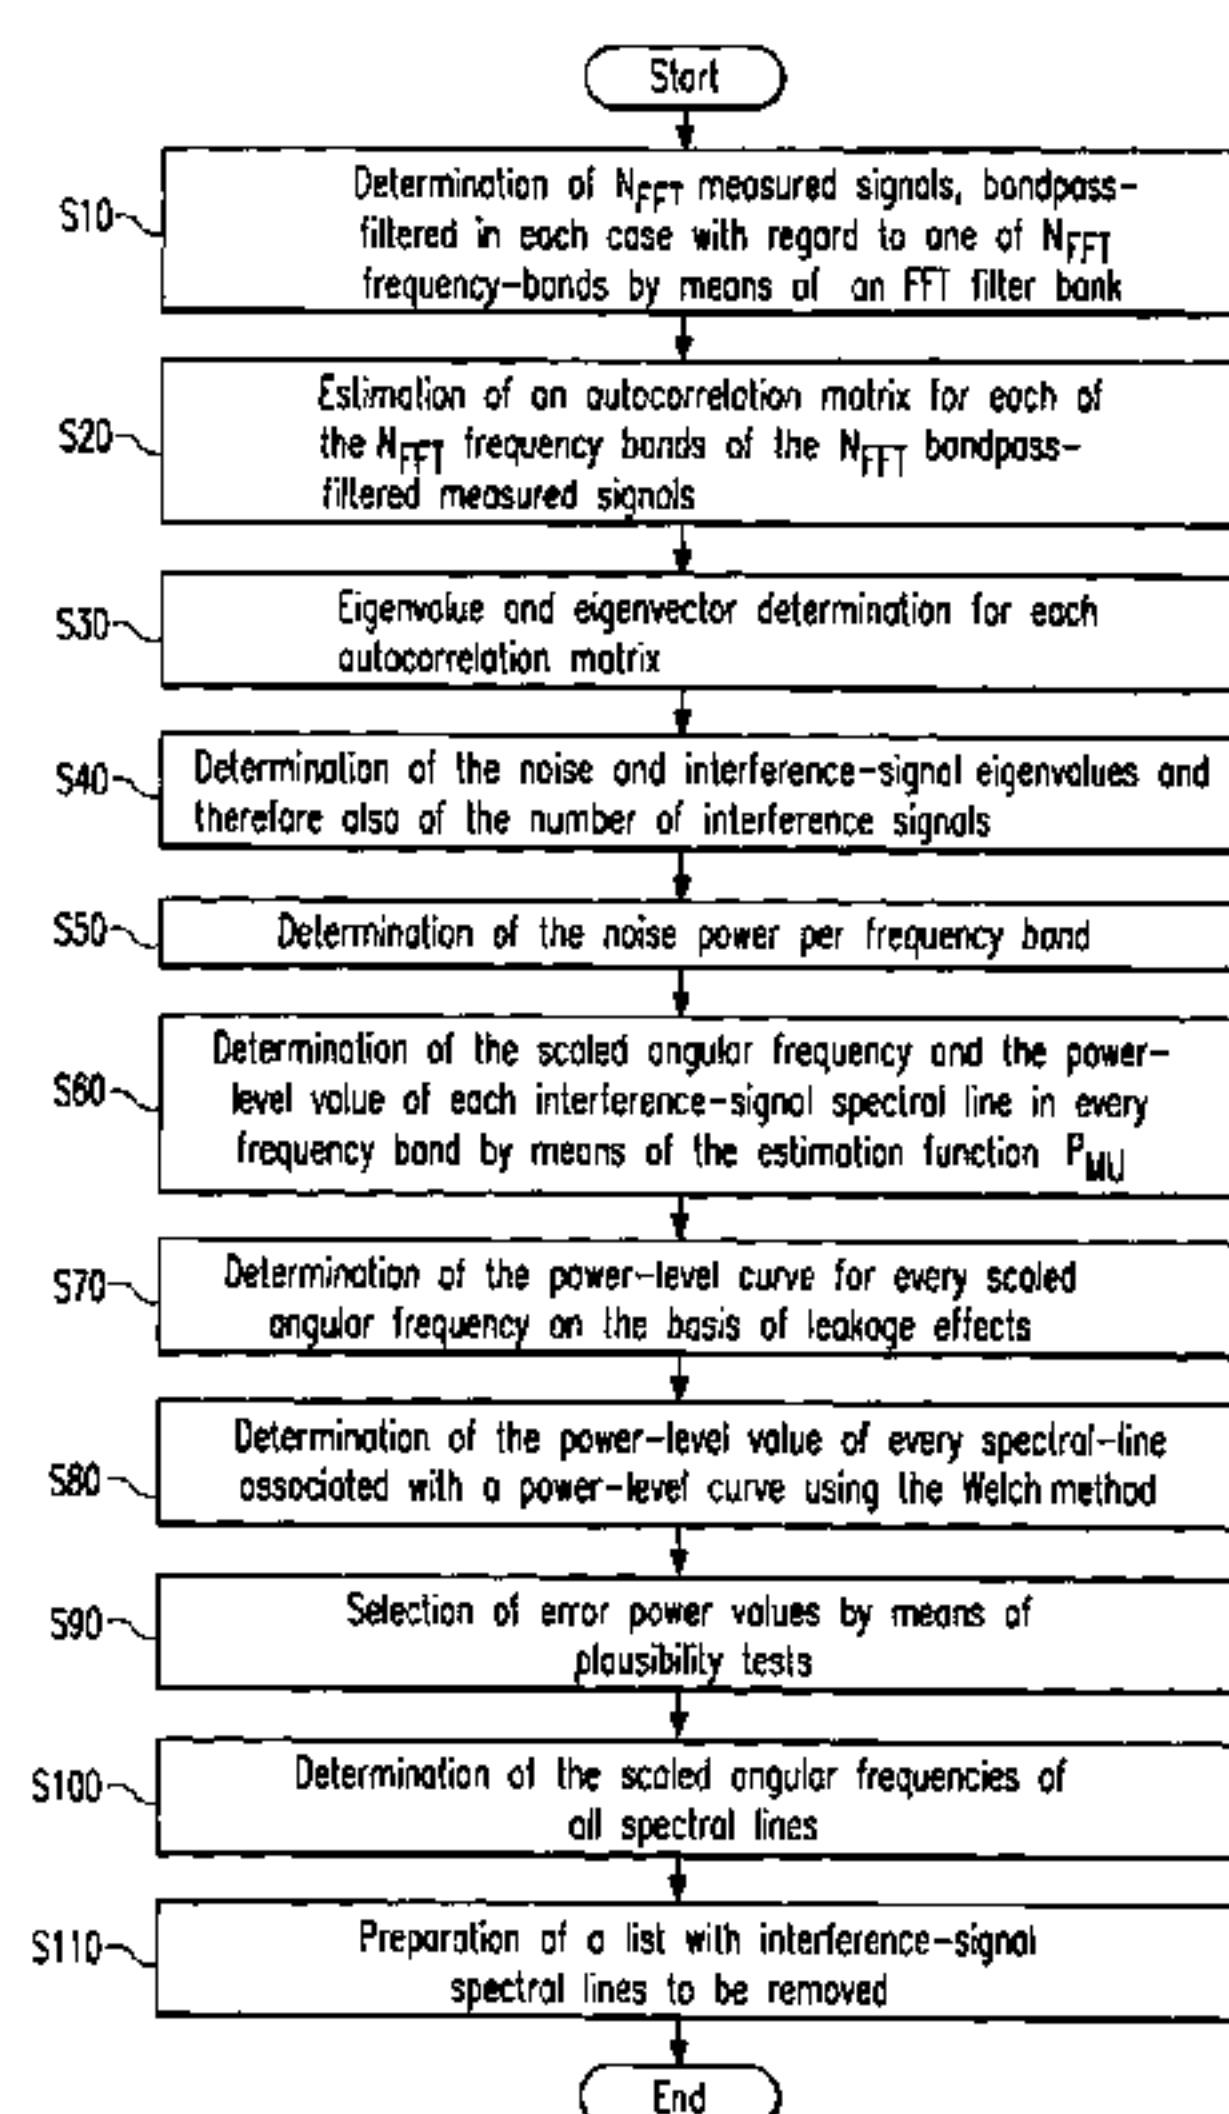 Start
S10
Determination of NFFT measured signals, bandpass-
filtered in each case with regard to one of NFFT
frequency-bands by means of an FFT filter bank
S20
Estimation of an autocorrelation matrix for each of
the NFFT frequency bands of the NFFT bandpass-
filtered measured signals
S30
Eigenvalue and eigenvector determination for each
autocorrelation matrix
S40
Determination of the noise and interference-signal eigenvalues and
therefore also of the number of interference signals
S50
Determination of the noise power per frequency band
S60
Determination of the scaled angular frequency and the power-
level value of each interference-signal spectral line in every
frequency band by means of the estimation function PMU
S70
Determination of the power-level curve for every scaled
angular frequency on the basis of leakage effects
S80
Determination of the power-level value of every spectral-line
associated with a power-level curve using the Welch method
S90
Selection of error power values by means of
plausibility tests
S100
Determination of the scaled angular frequencies of
all spectral lines
S110
Preparation of a list with interference-signal
spectral lines to be removed
End